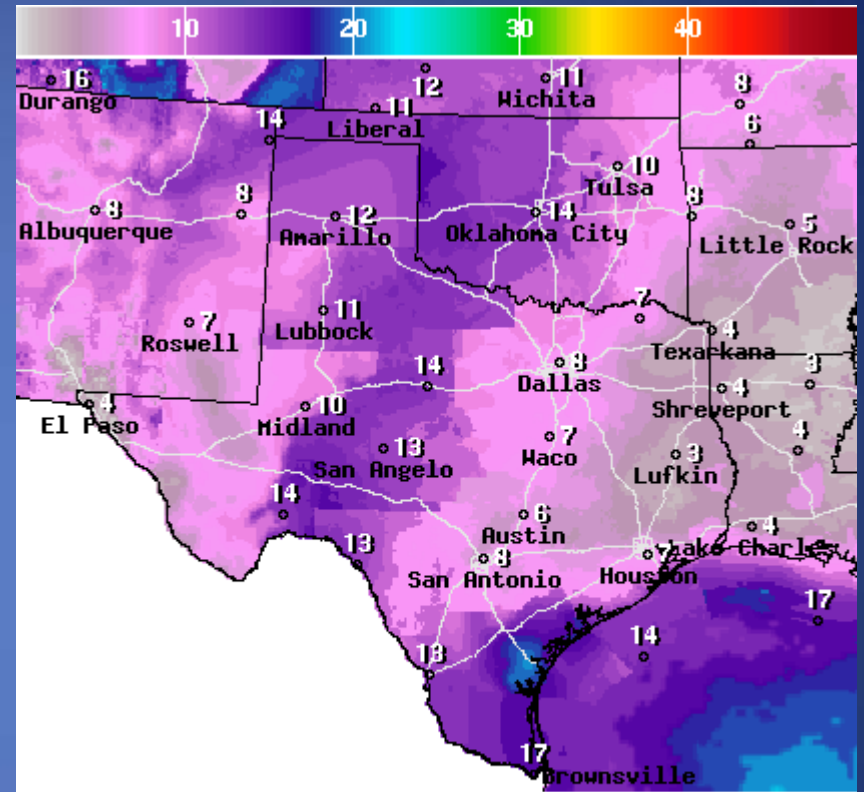 10 20 30 40
16
Durango
12
11
Wichita
11
Liberal
8
6
14
10
Tulsa
8
Albuquerque
8
12
Amarillo
14
Oklahoma City
5
Little Rock
7
Roswell
11
Lubbock
7
4
Texarkana
8
Dallas
14
4
Shreveport
3
4
El Paso
10
Midland
13
San Angelo
7
Waco
3
Lufkin
4
14
6
Austin
4
Lake Charles
13
8
San Antonio
Houston
13
14
17
17
Brownsville